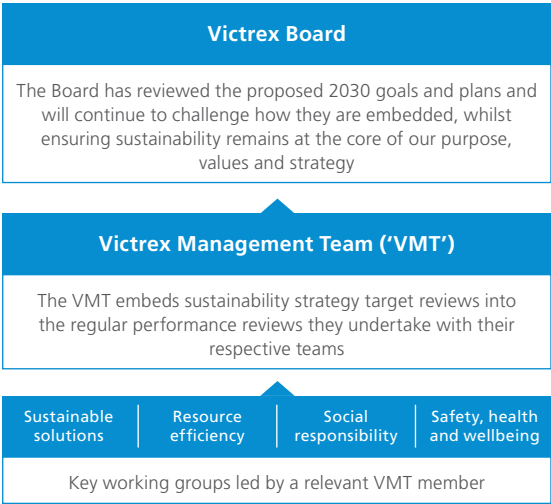 Victrex Board
The Board has reviewed the proposed 2030 goals and plans and
will continue to challenge how they are embedded, whilst
ensuring sustainability remains at the core of our purpose,
values and strategy
Victrex Management Team (‘VMT’)
The VMT embeds sustainability strategy target reviews into
the regular performance reviews they undertake with their
respective teams
Sustainable
solutions
Resource
efficiency
Social
responsibility
Safety, health
and wellbeing
Key working groups led by a relevant VMT member